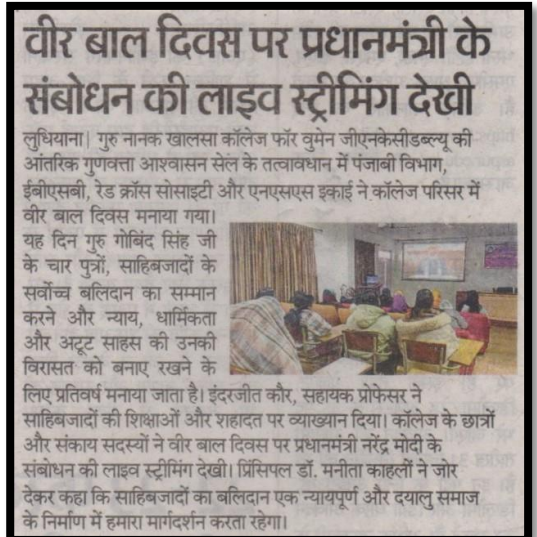 वीर बाल दिवस पर प्रधानमंत्री के
संबोधन की लाइव स्ट्रीमिंग देखी
लुधियाना| गुरु नानक खालसा कॉलेज फॉर वुमेन जीएनकेसीडब्ल्यू की
आंतरिक गुणवत्ता आश्वासन सेल के तत्वावधान में पंजाबी विभाग,
ईबीएसबी, रेड क्रॉस सोसाइटी और एनएसएस इकाई ने कॉलेज परिसर में
वीर बाल दिवस मनाया गया।
यह दिन गुरु गोबिंद सिंह जी
के चार पुत्रों, साहिबजादों के
सर्वोच्च बलिदान का सम्मान
करने और न्याय, धार्मिकता
और अटूट साहस की उनकी
विरासत को बनाए रखने के
लिए प्रतिवर्ष मनाया जाता है। इंदरजीत कौर, सहायक प्रोफेसर ने
साहिबजादों की शिक्षाओं और शहादत पर व्याख्यान दिया। कॉलेज के छात्रों
और संकाय सदस्यों ने वीर बाल दिवस पर प्रधानमंत्री नरेंद्र मोदी के
संबोधन की लाइव स्ट्रीमिंग देखी। प्रिंसिपल डॉ. मनीता काहलों ने जोर
देकर कहा कि साहिबजादों का बलिदान एक न्यायपूर्ण और दयालु समाज
के निर्माण में हमारा मार्गदर्शन करता रहेगा।